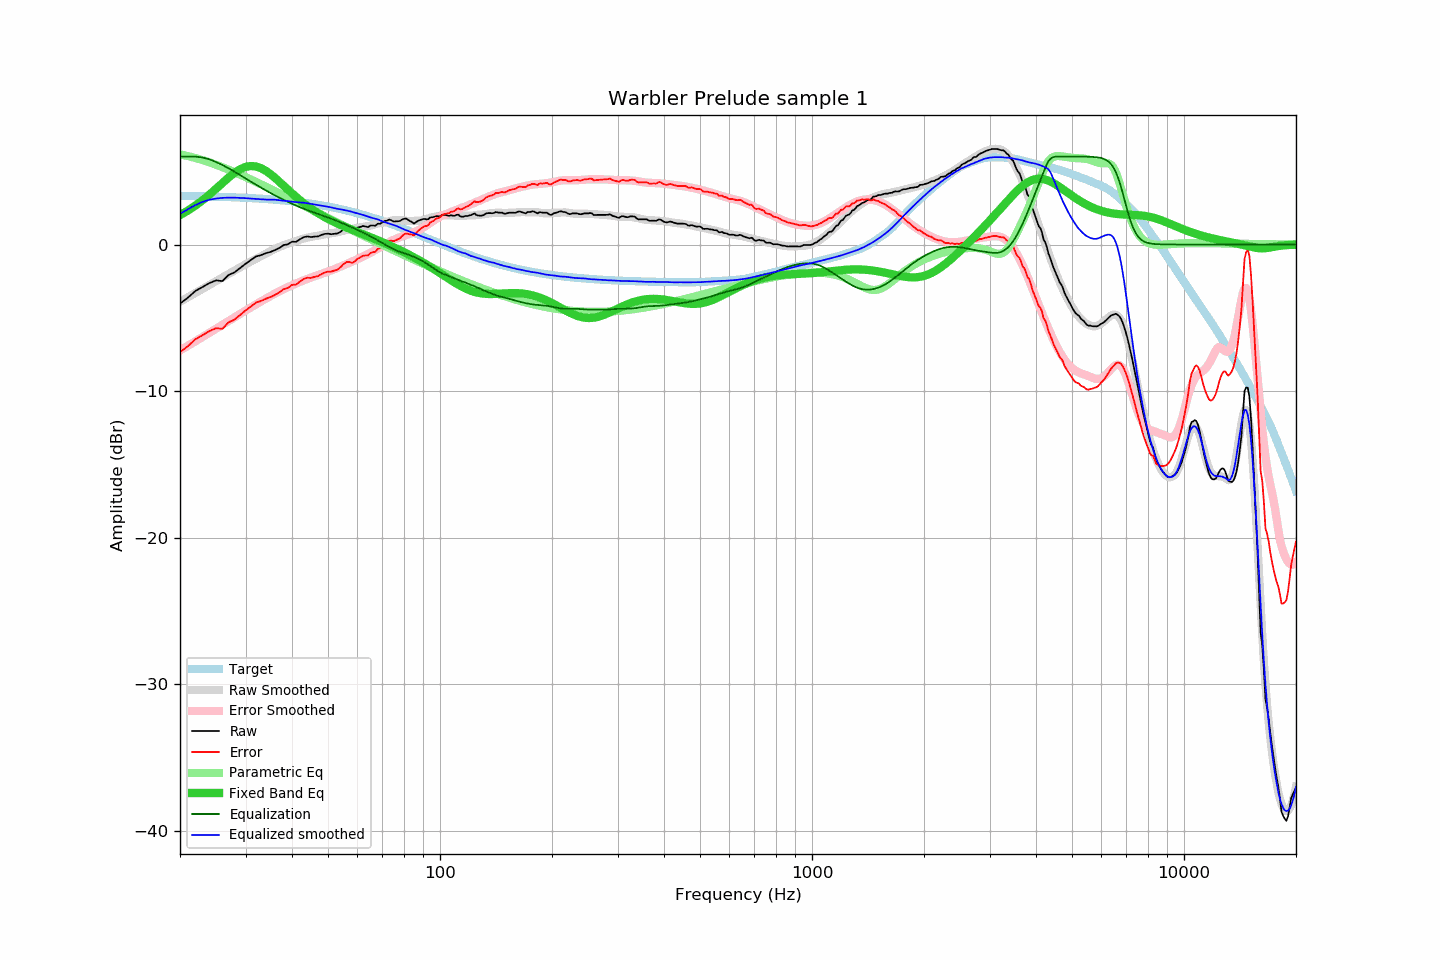 Warbler Prelude sample 1
Amplitude (dBr)
0
−10
−20
−30
−40
Target
Raw Smoothed
Error Smoothed
Raw
Error
Parametric Eq
Fixed Band Eq
Equalization
Equalized smoothed
100
1000
10000
Frequency (Hz)